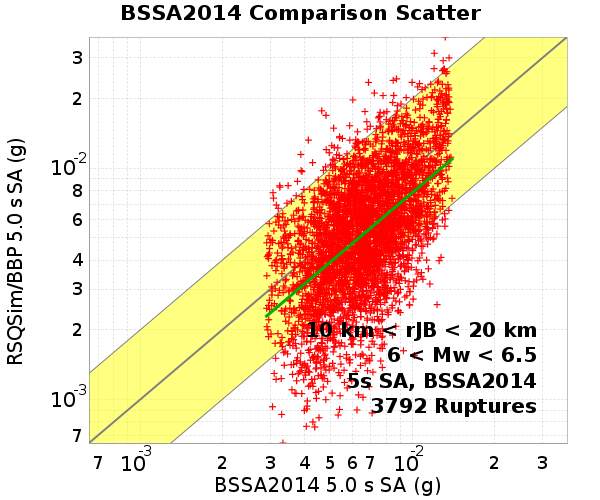 BSSA2014 Comparison Scatter
RSQSim/BBP 5.0 s SA (g)
3
2
10^-2
8
6
4
3
2
10^-3
7
10 km < rJB < 20 km
6 < Mw < 6.5
5s SA, BSSA2014
3792 Ruptures
7 10^-3 2 3 4 5 6 7 10^-2 2 3
BSSA2014 5.0 s SA (g)